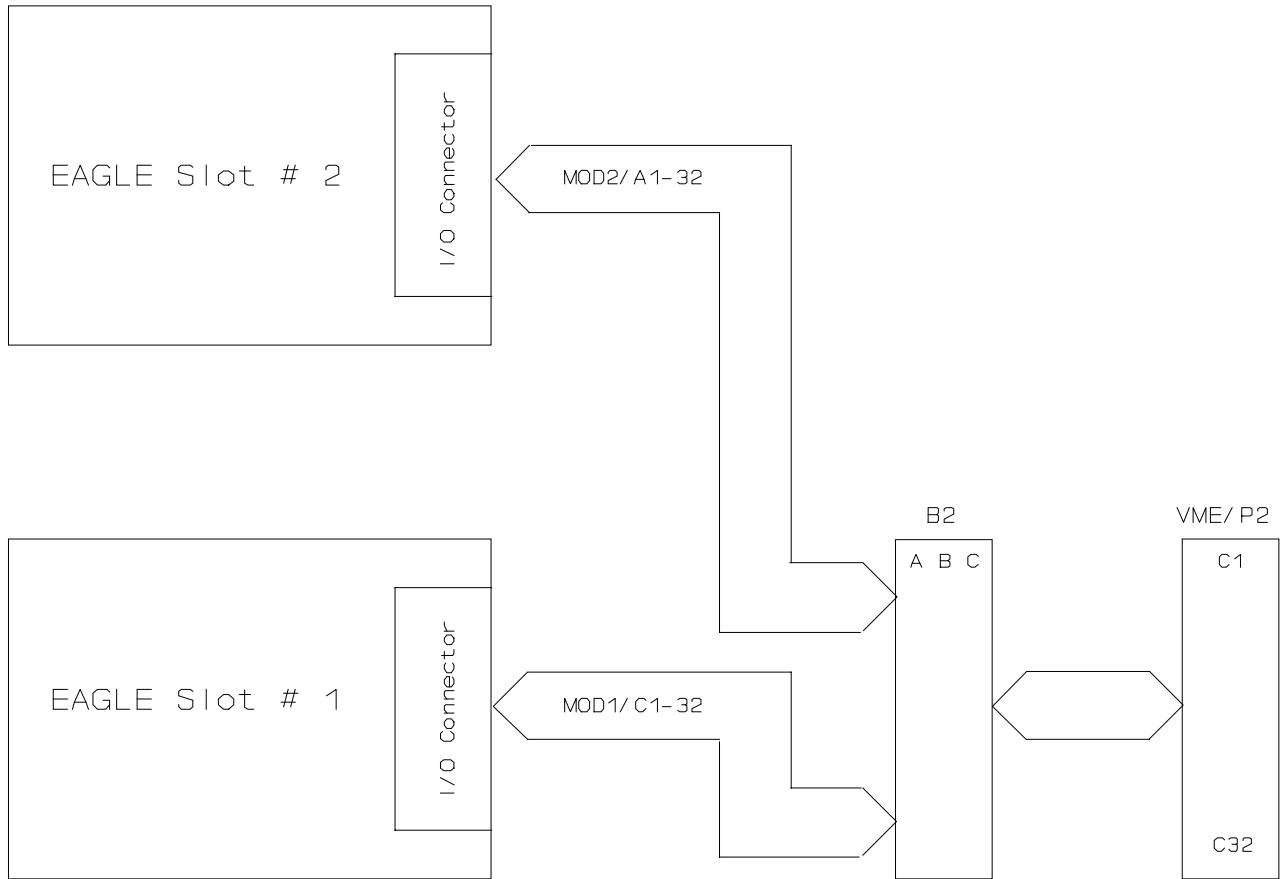 EAGLE Slot # 2
I/O Connector
MOD2/A1-32
B2
VME/P2
A B C
C1
EAGLE Slot # 1
I/O Connector
MOD1/C1-32
C32